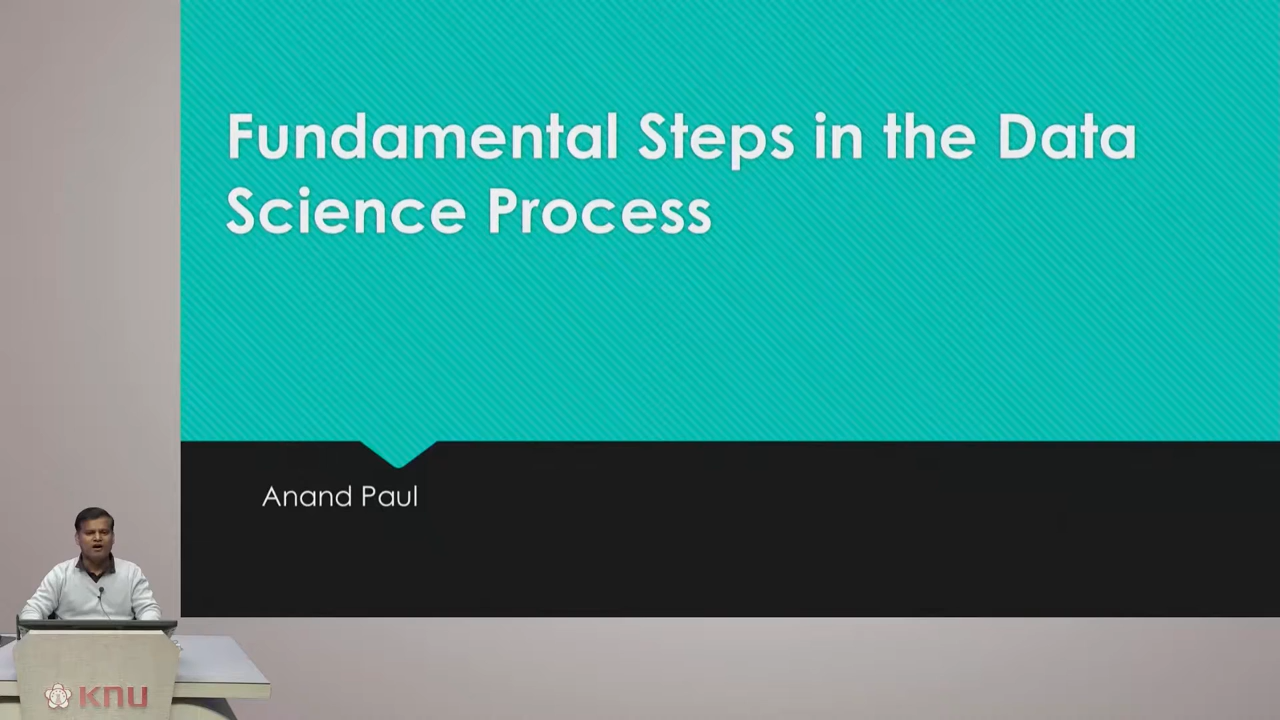 Fundamental Steps in the Data
Science Process
Anand Paul
KNU